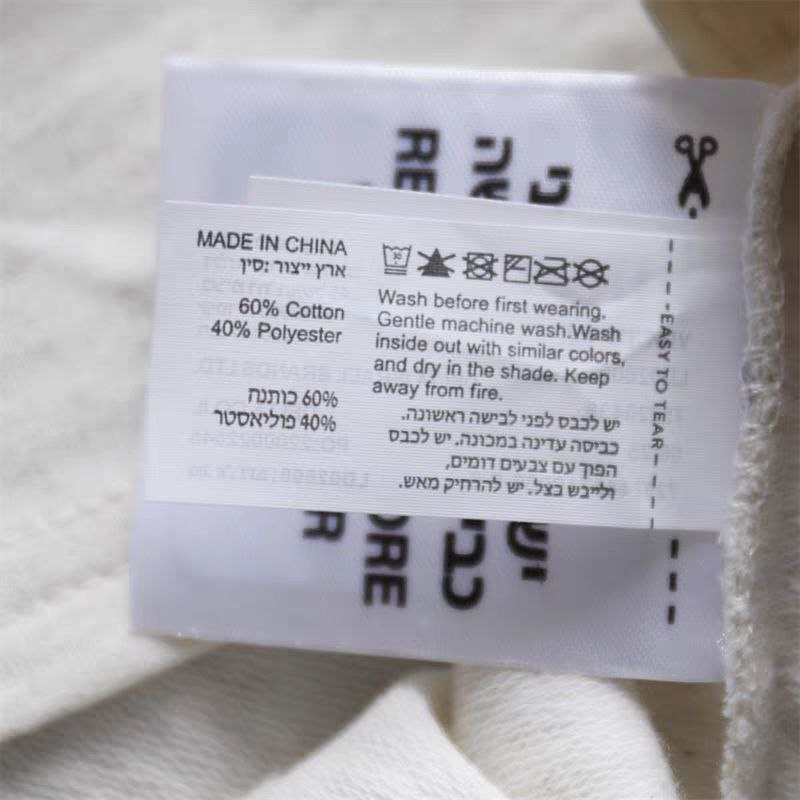 MADE IN CHINA
ארץ ייצור :סין
60% Cotton
40% Polyester
60% כותנה
40% פוליאסטר
Wash before first wearing.
Gentle machine wash.Wash
inside out with similar colors,
and dry in the shade. Keep
away from fire.
יש לכבס לפני לבישה ראשונה.
כביסה עדינה במכונה. יש לכבס
הפוך עם צבעים דומים,
ולייבש בצל. יש להרחיק מאש.
EASY TO TEAR